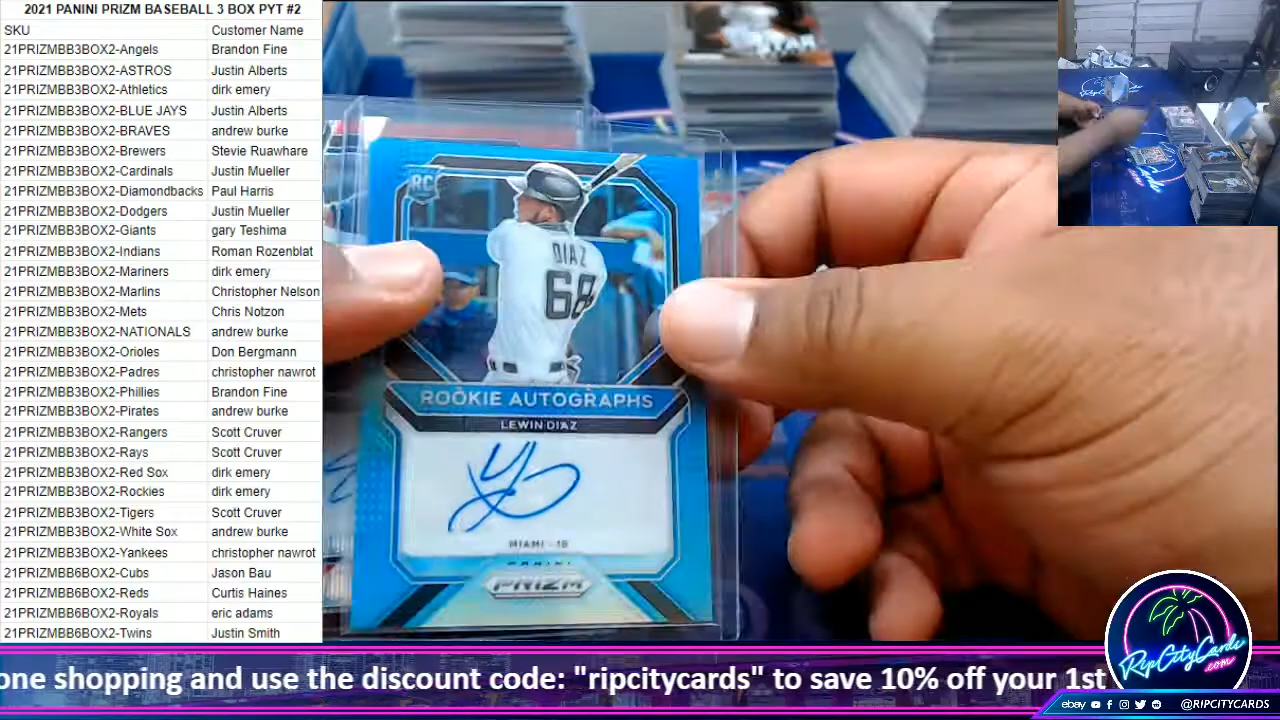 2021 PANINI PRIZM BASEBALL 3 BOX PYT #2
SKU Customer Name
21PRIZMBB3BOX2-Angels Brandon Fine
21PRIZMBB3BOX2-ASTROS Justin Alberts
21PRIZMBB3BOX2-Athletics dirk emery
21PRIZMBB3BOX2-BLUE JAYS Justin Alberts
21PRIZMBB3BOX2-BRAVES andrew burke
21PRIZMBB3BOX2-Brewers Stevie Ruawhare
21PRIZMBB3BOX2-Cardinals Justin Mueller
21PRIZMBB3BOX2-Diamondbacks Paul Harris
21PRIZMBB3BOX2-Dodgers Justin Mueller
21PRIZMBB3BOX2-Giants gary Teshima
21PRIZMBB3BOX2-Indians Roman Rozenblat
21PRIZMBB3BOX2-Mariners dirk emery
21PRIZMBB3BOX2-Marlins Christopher Nelson
21PRIZMBB3BOX2-Mets Chris Notzon
21PRIZMBB3BOX2-NATIONALS andrew burke
21PRIZMBB3BOX2-Orioles Don Bergmann
21PRIZMBB3BOX2-Padres christopher nawrot
21PRIZMBB3BOX2-Phillies Brandon Fine
21PRIZMBB3BOX2-Pirates andrew burke
21PRIZMBB3BOX2-Rangers Scott Cruver
21PRIZMBB3BOX2-Rays Scott Cruver
21PRIZMBB3BOX2-Red Sox dirk emery
21PRIZMBB3BOX2-Rockies dirk emery
21PRIZMBB3BOX2-Tigers Scott Cruver
21PRIZMBB3BOX2-White Sox andrew burke
21PRIZMBB3BOX2-Yankees christopher nawrot
21PRIZMBB6BOX2-Cubs Jason Bau
21PRIZMBB6BOX2-Reds Curtis Haines
21PRIZMBB6BOX2-Royals eric adams
21PRIZMBB6BOX2-Twins Justin Smith
STAR
RC
DIAZ
68
ROOKIE AUTOGRAPHS
LEWIN DIAZ
MIAMI - 1B
PANINI
PRIZM
one shopping and use the discount code: "ripcitycards" to save 10% off your 1st
RipCityCards
.com
ebay @RIPCITYCARDS